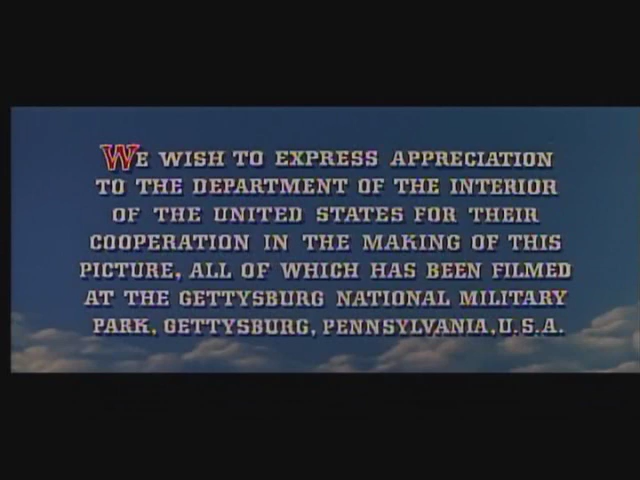 WE WISH TO EXPRESS APPRECIATION
TO THE DEPARTMENT OF THE INTERIOR
OF THE UNITED STATES FOR THEIR
COOPERATION IN THE MAKING OF THIS
PICTURE, ALL OF WHICH HAS BEEN FILMED
AT THE GETTYSBURG NATIONAL MILITARY
PARK, GETTYSBURG, PENNSYLVANIA, U.S.A.